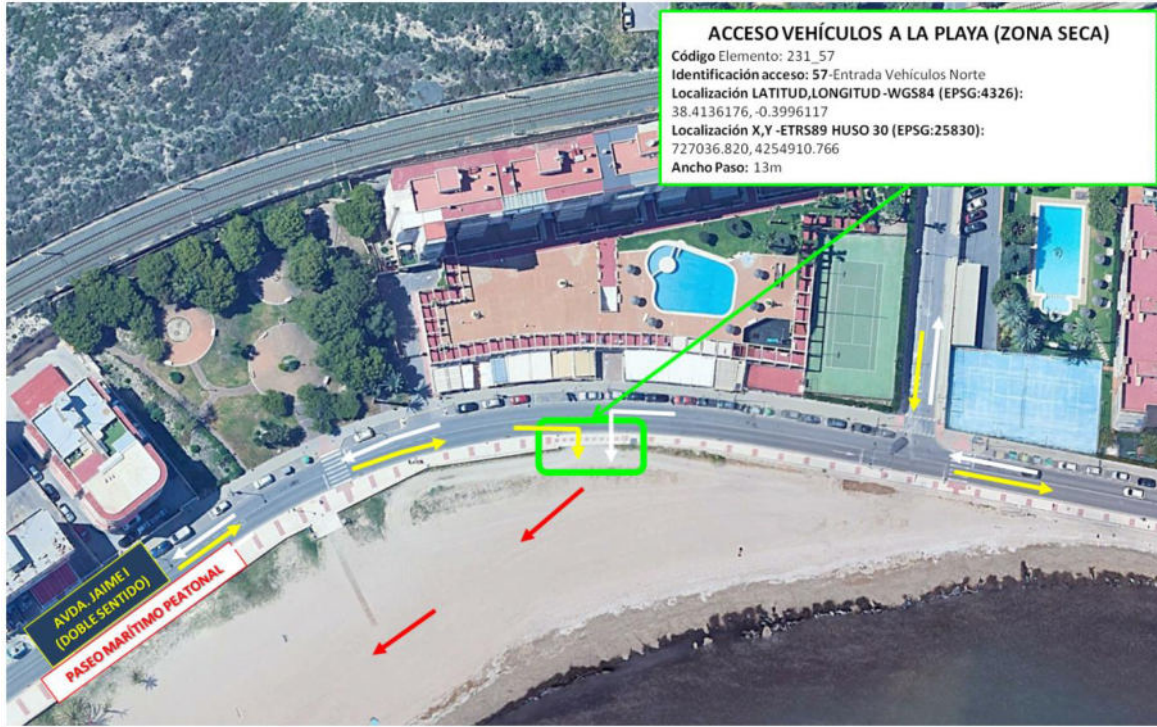 ACCESO VEHÍCULOS A LA PLAYA (ZONA SECA)
Código Elemento: 231_57
Identificación acceso: 57-Entrada Vehículos Norte
Localización LATITUD,LONGITUD -WGS84 (EPSG:4326):
38.4136176, -0.3996117
Localización X,Y -ETRS89 HUSO 30 (EPSG:25830):
727036.820, 4254910.766
Ancho Paso: 13m
AVDA. JAIME I
(DOBLE SENTIDO)
PASEO MARÍTIMO PEATONAL